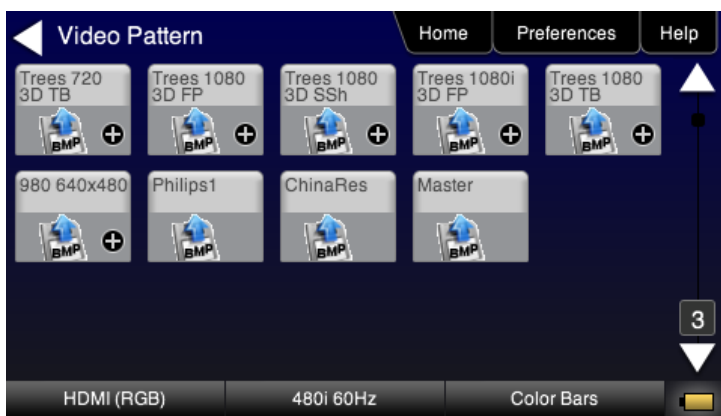 Video Pattern
Home
Preferences
Help
Trees 720
3D TB
Trees 1080
3D FP
Trees 1080
3D SSh
Trees 1080i
3D FP
Trees 1080
3D TB
BMP
BMP
BMP
BMP
BMP
980 640x480
Philips1
ChinaRes
Master
BMP
BMP
BMP
BMP
3
HDMI (RGB)
480i 60Hz
Color Bars